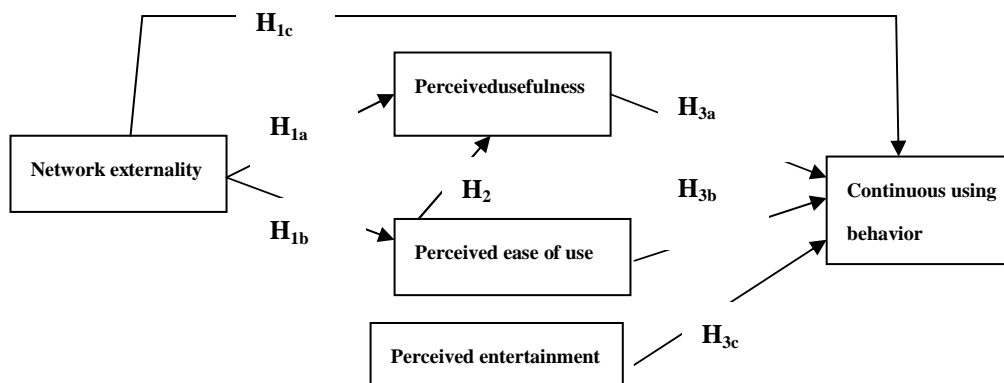 H1c
Perceivedusefulness
H3a
H1a
Network externality
H2
H3b
Continuous using
behavior
H1b
Perceived ease of use
H3c
Perceived entertainment